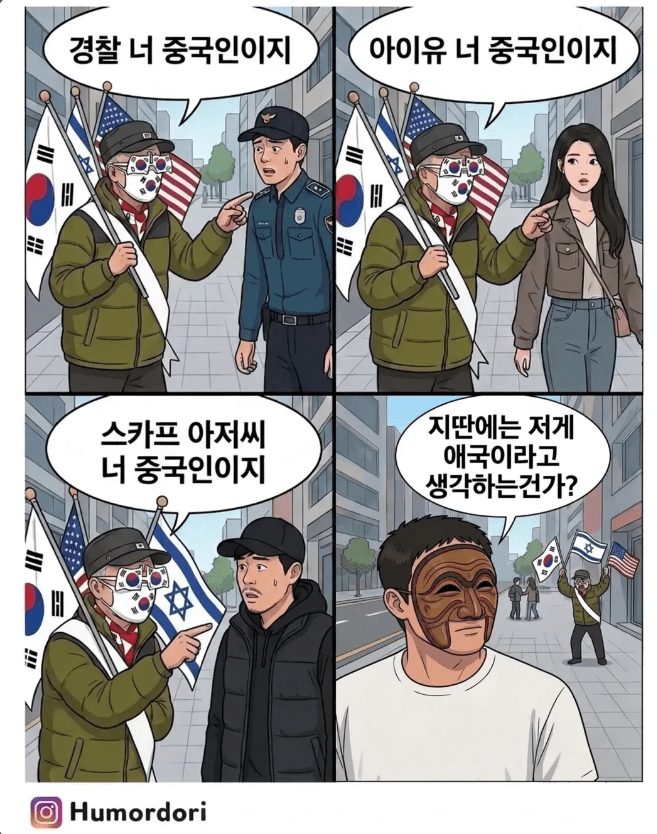 경찰 너 중국인이지
아이유 너 중국인이지
스카프 아저씨
너 중국인이지
지딴에는 저게
애국이라고
생각하는건가?
Humordori